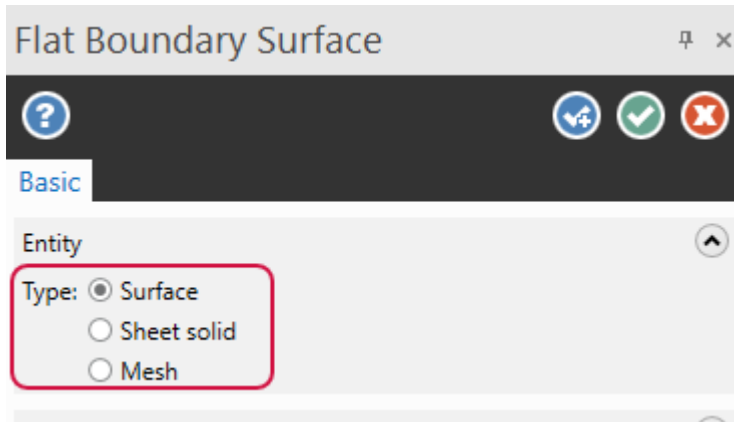 Flat Boundary Surface
Basic
Entity
Type: Surface
Sheet solid
Mesh